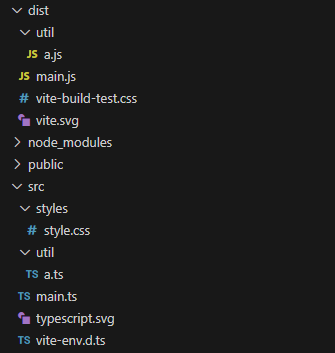 dist
util
JS a.js
JS main.js
# vite-build-test.css
vite.svg
node_modules
public
src
styles
# style.css
util
TS a.ts
TS main.ts
typescript.svg
TS vite-env.d.ts